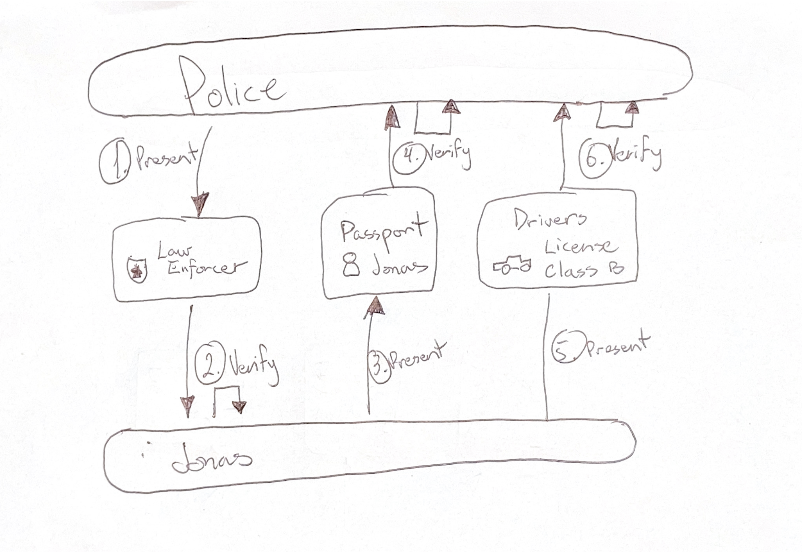 Police
1. Present
4. Verify
6. Verify
Law
Enforcer
Passport
Jonas
Drivers
License
Class B
2. Verify
3. Present
5. Present
Jonas